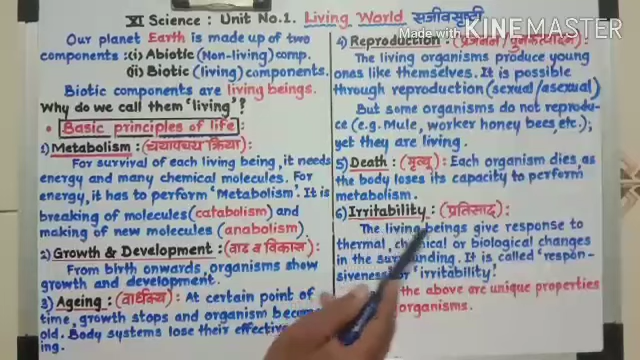 XI Science : Unit No.1. Living World सजीवसृष्टी
Made with KINEMASTER
Our planet Earth is made up of two
components : (i) Abiotic (Non-living) comp.
(ii) Biotic (living) components.
Biotic components are living beings.
Why do we call them 'living'?
• Basic principles of life
1) Metabolism : (चयापचय क्रिया):
For survival of each living being, it needs
energy and many chemical molecules. For
energy, it has to perform 'Metabolism'. It is
breaking of molecules (catabolism) and
making of new molecules (anabolism).
2) Growth & Development : (वाढ व विकास):
From birth onwards, organisms show
growth and development.
3) Ageing : (वार्धक्य): At certain point of
time, growth stops and organism
old. Body systems lose their
ing.
4) Reproduction : (प्रजनन / पुनरुत्पादन)
The living organisms produce young
ones like themselves. It is possible
through reproduction (sexual/asexual)
But some organisms do not reprodu-
ce (e.g. Mule, worker honey bees, etc.);
yet they are living.
5) Death : (मृत्यू): Each organism dies, as
the body loses its capacity to perform
metabolism.
6) Irritability : (प्रतिसाद):
The living beings give response to
thermal, chemical or biological changes
in the surrounding. It is called 'respon-
siveness' or 'irritability'.
the above are unique properties
organisms.